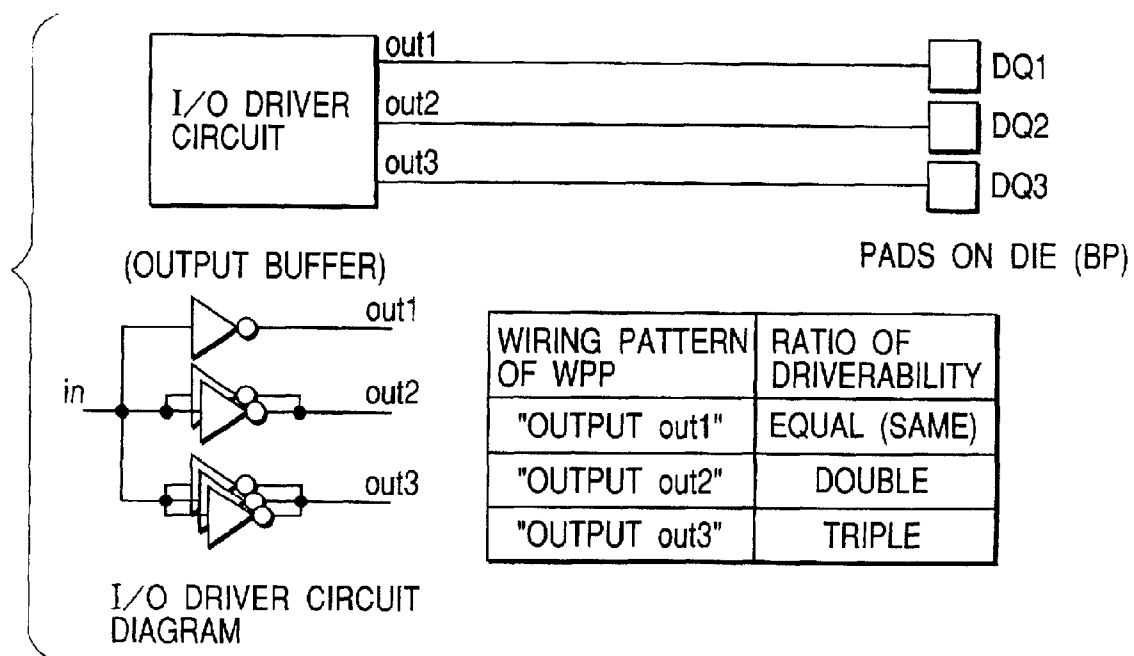 out1
I/O DRIVER
CIRCUIT
out2
out3
DQ1
DQ2
DQ3
PADS ON DIE (BP)
(OUTPUT BUFFER)
out1
in
out2
out3
I/O DRIVER CIRCUIT
DIAGRAM
WIRING PATTERN
OF WPP
RATIO OF
DRIVERABILITY
"OUTPUT out1"
EQUAL (SAME)
"OUTPUT out2"
DOUBLE
"OUTPUT out3"
TRIPLE